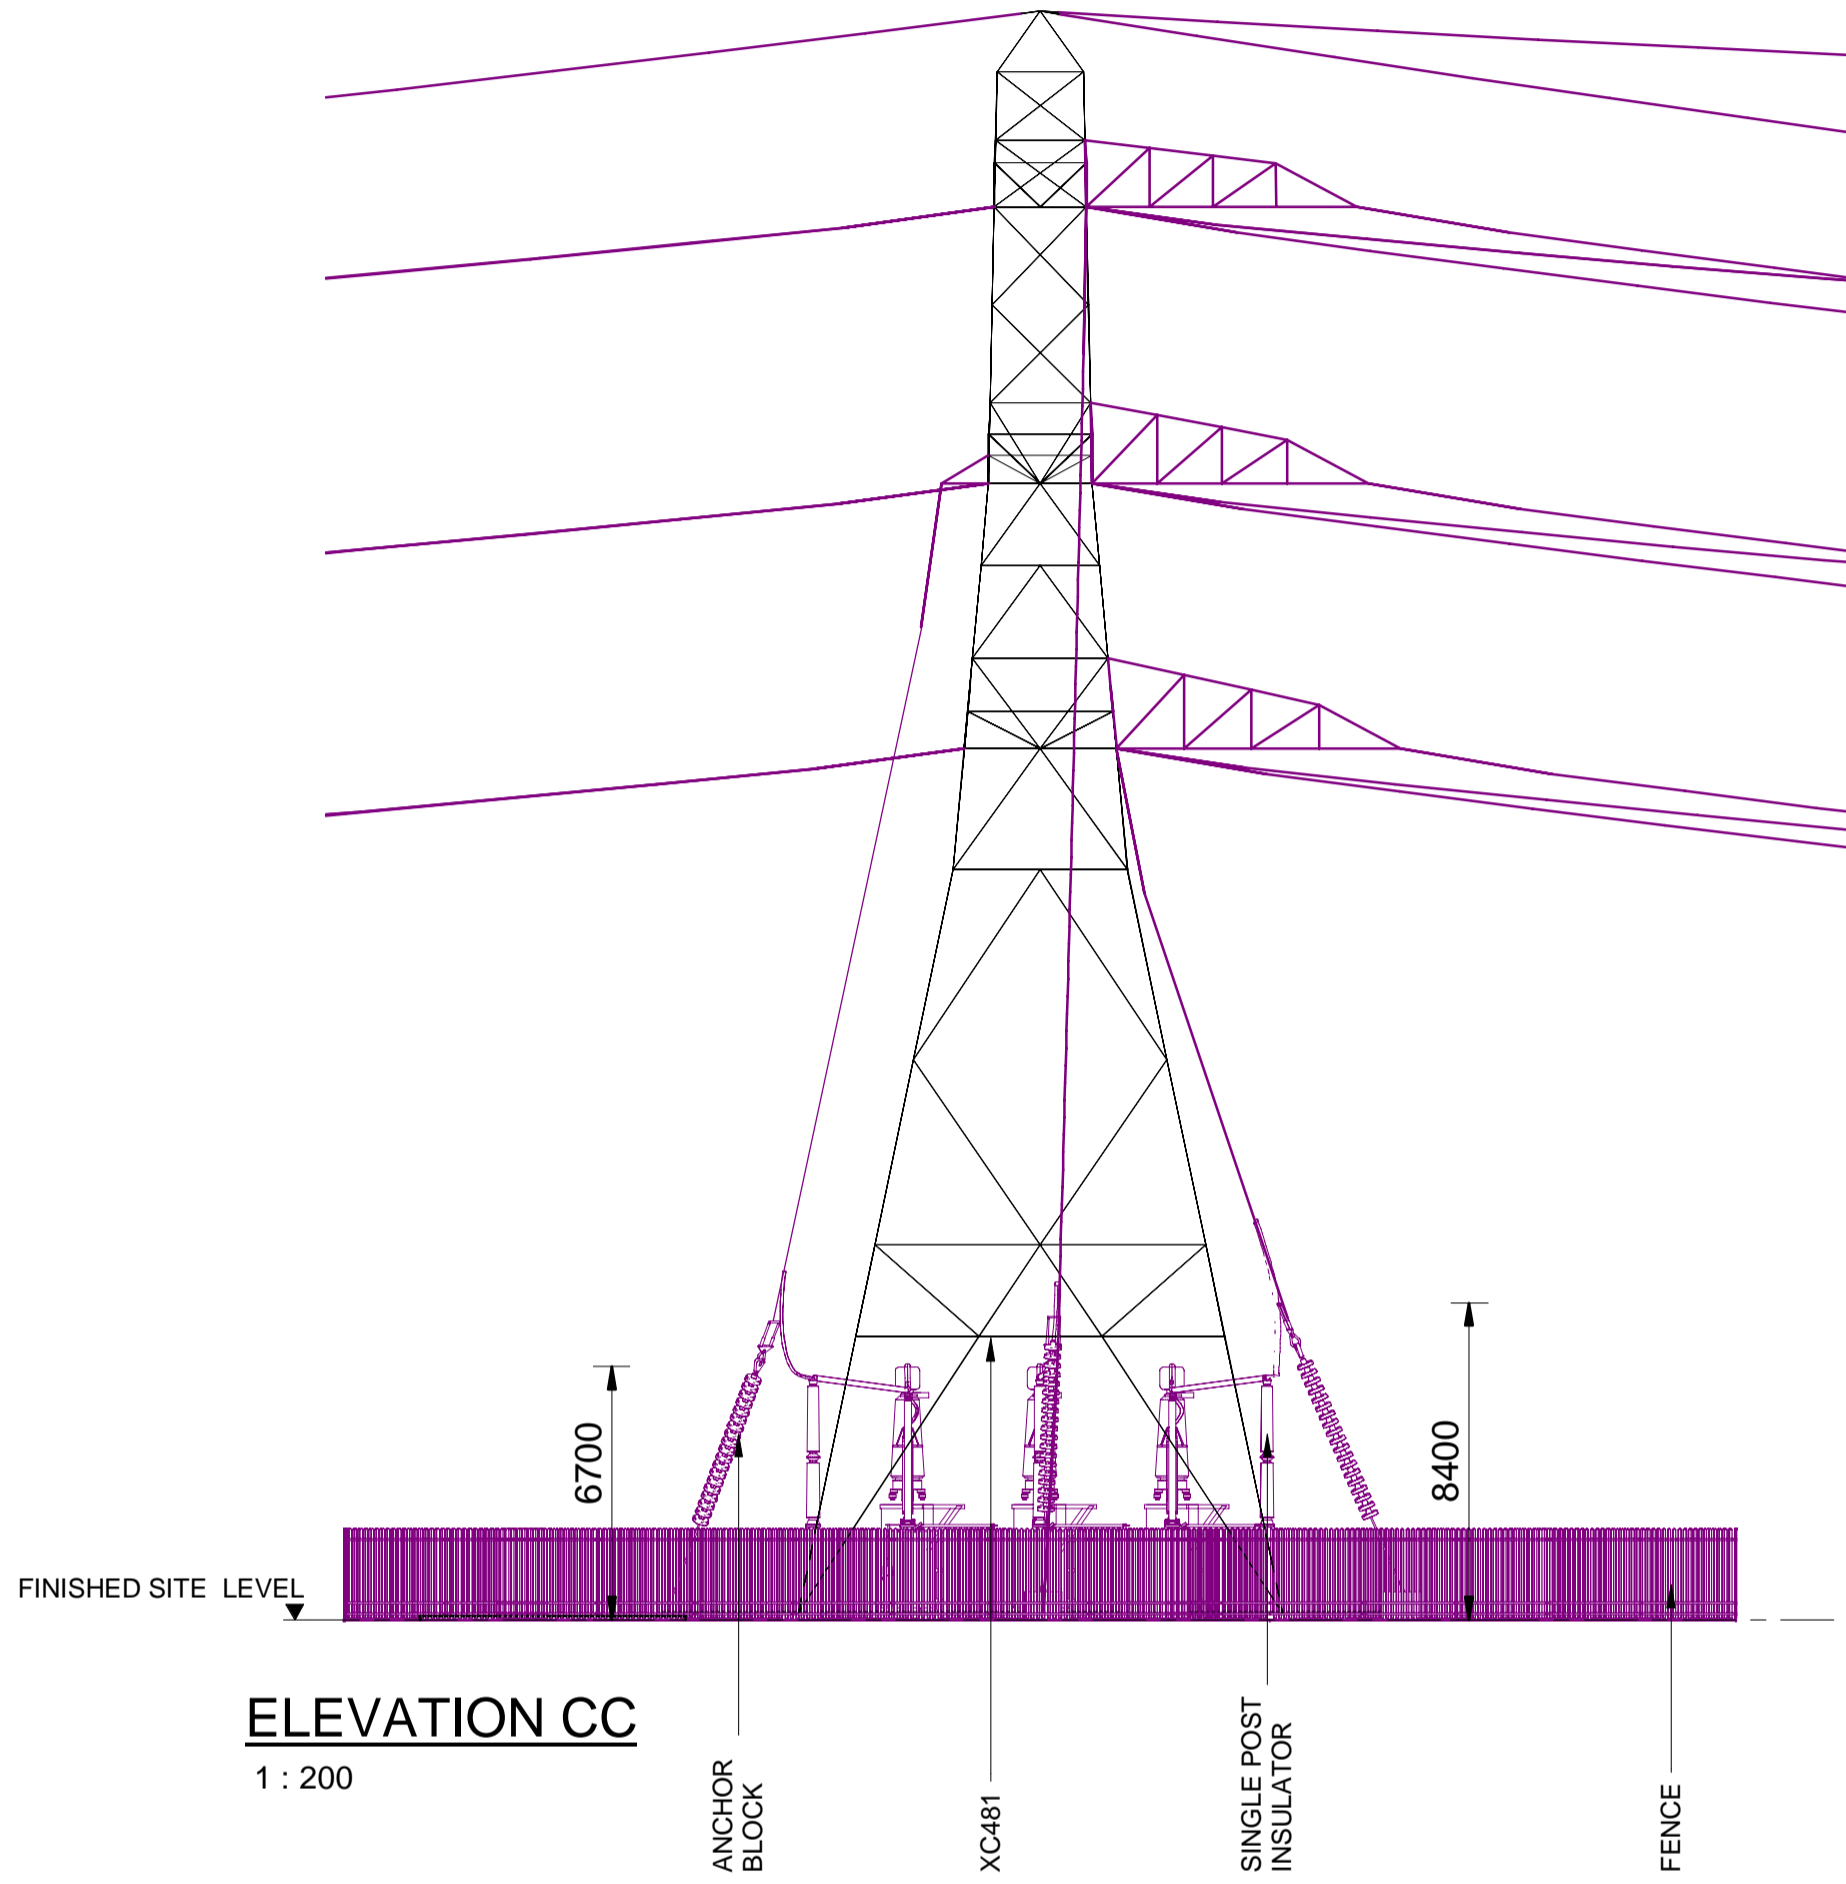 6700
8400
FINISHED SITE LEVEL
ELEVATION CC
1 : 200
ANCHOR
BLOCK
XC481
SINGLE POST
INSULATOR
FENCE